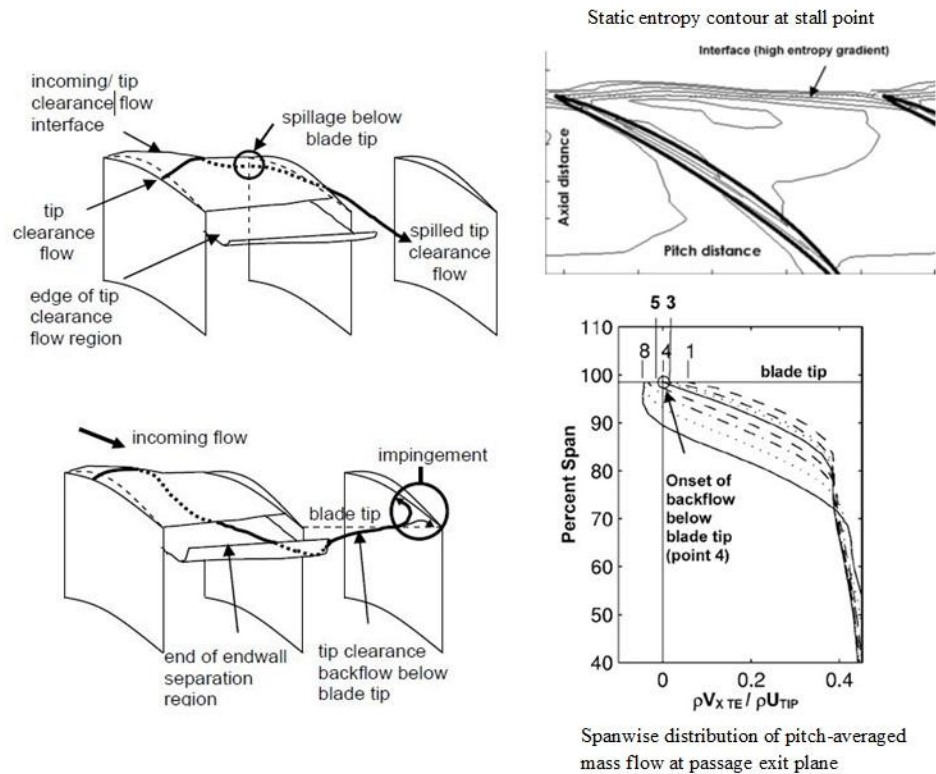 Static entropy contour at stall point
incoming/ tip
clearance flow
interface
spillage below
blade tip
tip
clearance
flow
spilled tip
clearance
flow
edge of tip
clearance
flow region
Interface (high entropy gradient)
Axial distance
Pitch distance
incoming flow
impingement
blade tip
end of endwall
separation
region
tip clearance
backflow below
blade tip
5 3
8 4 1
blade tip
Onset of
backflow
below
blade tip
(point 4)
Percent Span
110
100
90
80
70
60
50
40
0 0.2 0.4
ρV X TE / ρU TIP
Spanwise distribution of pitch-averaged
mass flow at passage exit plane